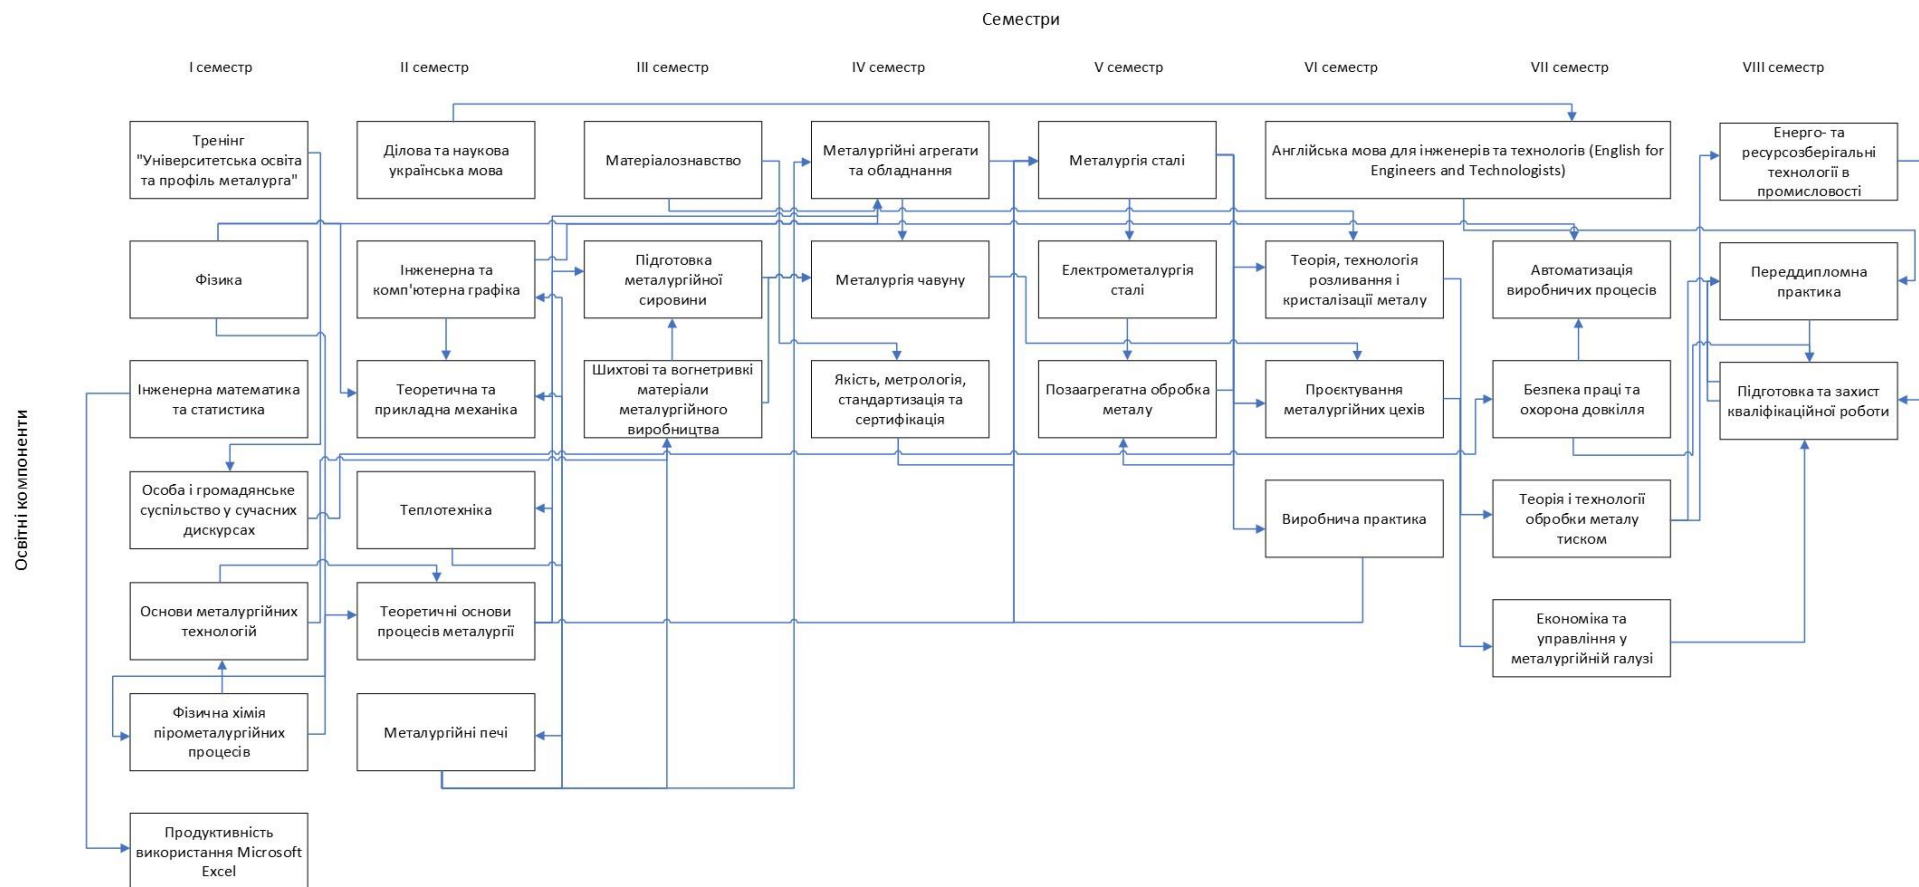 Семестри
I семестр
II семестр
III семестр
IV семестр
V семестр
VI семестр
VII семестр
VIII семестр
Освітні компоненти
Тренінг
"Університетська освіта
та профіль металурга"
Ділова та наукова
українська мова
Матеріалознавство
Металургійні агрегати
та обладнання
Металургія сталі
Англійська мова для інженерів та технологів (English for
Engineers and Technologists)
Енерго- та
ресурсозберігальні
технології в
промисловості
Фізика
Інженерна та
комп'ютерна графіка
Підготовка
металургійної
сировини
Металургія чавуну
Електрометалургія
сталі
Теорія, технологія
розливання і
кристалізації металу
Автоматизація
виробничих процесів
Переддипломна
практика
Інженерна математика
та статистика
Теоретична та
прикладна механіка
Шихтові та вогнетривкі
матеріали
металургійного
виробництва
Якість, метрологія,
стандартизація та
сертифікація
Позаагрегатна обробка
металу
Проєктування
металургійних цехів
Безпека праці та
охорона довкілля
Підготовка та захист
кваліфікаційної роботи
Особа і громадянське
суспільство у сучасних
дискурсах
Теплотехніка
Виробнича практика
Теорія і технології
обробки металу
тиском
Основи металургійних
технологій
Теоретичні основи
процесів металургії
Економіка та
управління у
металургійній галузі
Фізична хімія
пірометалургійних
процесів
Металургійні печі
Продуктивність
використання Microsoft
Excel